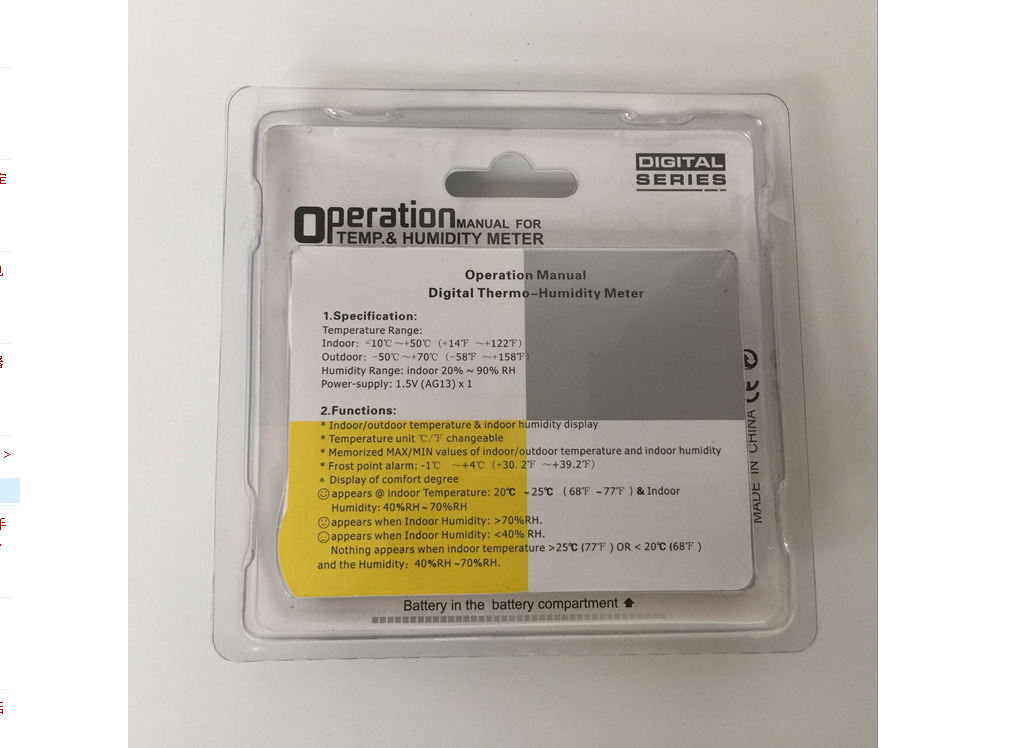 DIGITAL
SERIES
Operation MANUAL FOR
TEMP.& HUMIDITY METER
Operation Manual
Digital Thermo–Humidity Meter
1.Specification:
Temperature Range:
Indoor: -10℃～+50℃ (+14℉ ～+122℉)
Outdoor: -50℃～+70℃ (-58℉ ～+158℉)
Humidity Range: indoor 20% ~ 90% RH
Power-supply: 1.5V (AG13) x 1
2.Functions:
* Indoor/outdoor temperature & indoor humidity display
* Temperature unit ℃/℉ changeable
* Memorized MAX/MIN values of indoor/outdoor temperature and indoor humidity
* Frost point alarm: -1℃ ～+4℃ (+30. 2℉ ～+39.2℉)
* Display of comfort degree
appears @ indoor Temperature: 20℃ ~25℃ (68℉ ~77℉ ) & Indoor
Humidity: 40%RH~70%RH
appears when Indoor Humidity: >70%RH.
appears when Indoor Humidity: <40% RH.
Nothing appears when indoor temperature >25℃ (77℉ ) OR < 20℃ (68℉ )
and the Humidity: 40%RH ~70%RH.
Battery in the battery compartment
MADE IN CHINA CE